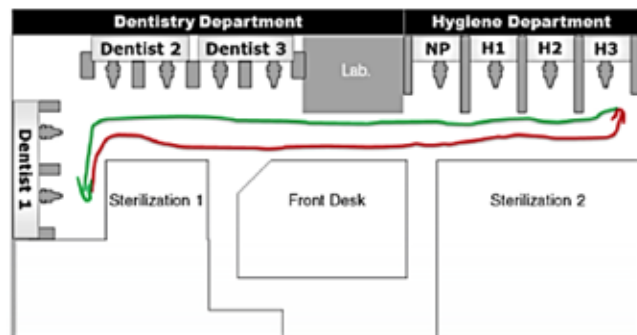 Dentistry Department
Hygiene Department
Dentist 2
Dentist 3
Lab.
NP
H1
H2
H3
Dentist 1
Sterilization 1
Front Desk
Sterilization 2